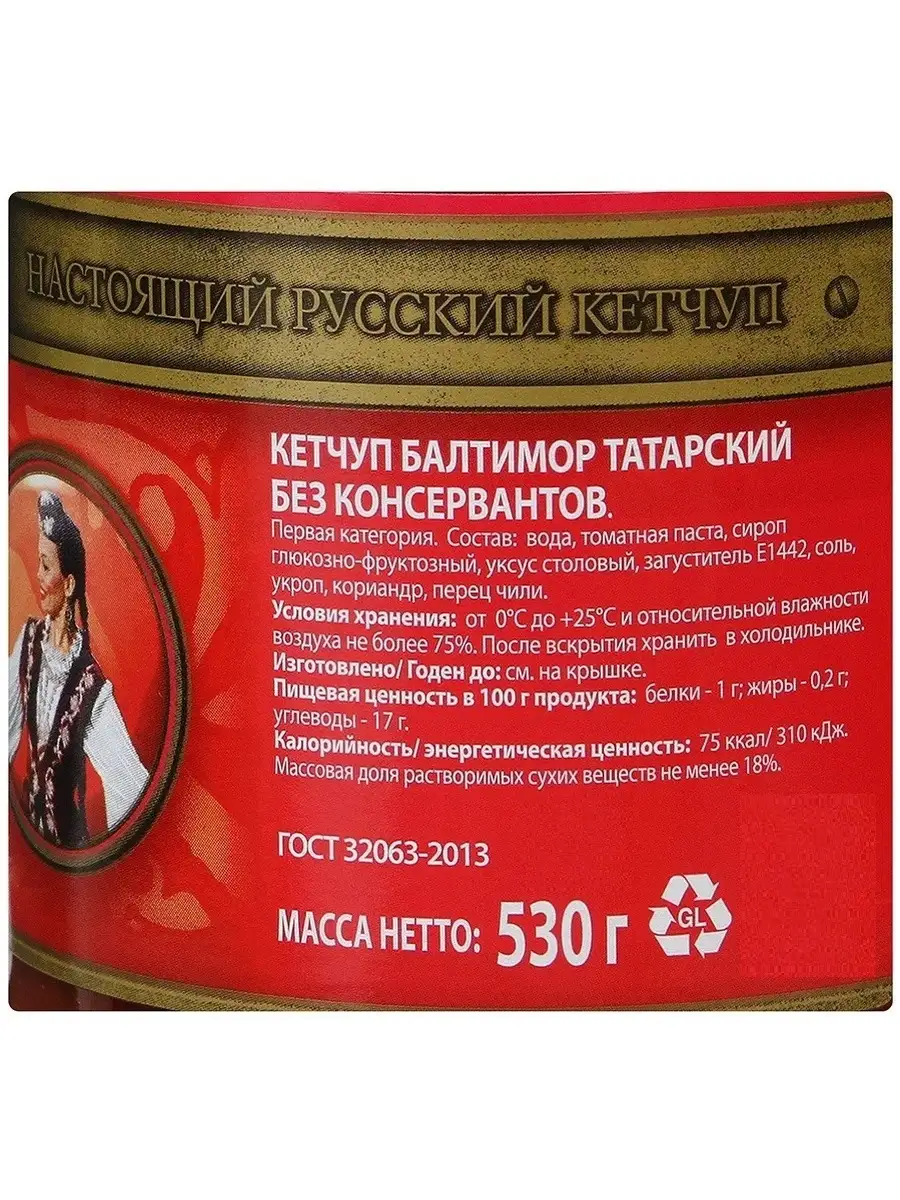 НАСТОЯЩИЙ РУССКИЙ КЕТЧУП
КЕТЧУП БАЛТИМОР ТАТАРСКИЙ
БЕЗ КОНСЕРВАНТОВ.
Первая категория. Состав: вода, томатная паста, сироп
глюкозно-фруктозный, уксус столовый, загуститель Е1442, соль,
укроп, кориандр, перец чили.
Условия хранения: от 0°С до +25°С и относительной влажности
воздуха не более 75%. После вскрытия хранить в холодильнике.
Изготовлено/ Годен до: см. на крышке.
Пищевая ценность в 100 г продукта: белки - 1 г; жиры - 0,2 г;
углеводы - 17 г.
Калорийность/ энергетическая ценность: 75 ккал/ 310 кДж.
Массовая доля растворимых сухих веществ не менее 18%.
ГОСТ 32063-2013
МАССА НЕТТО: 530 г
GL